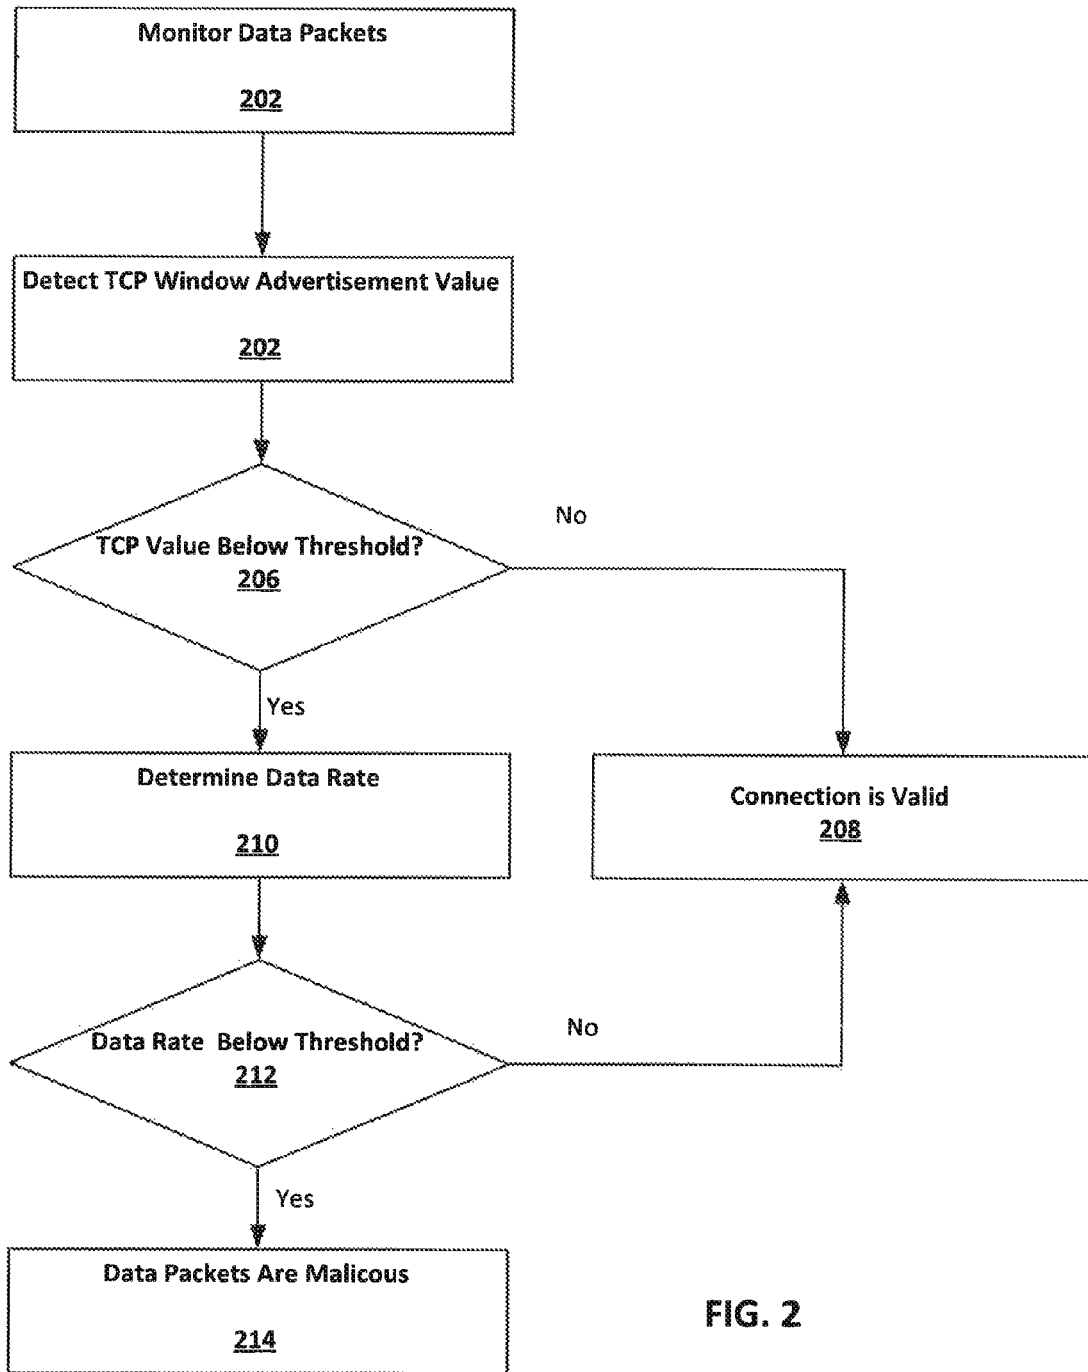 Monitor Data Packets
202
Detect TCP Window Advertisement Value
202
TCP Value Below Threshold?
206
No
Yes
Determine Data Rate
210
Connection is Valid
208
Data Rate Below Threshold?
212
No
Yes
Data Packets Are Malicous
214
FIG. 2